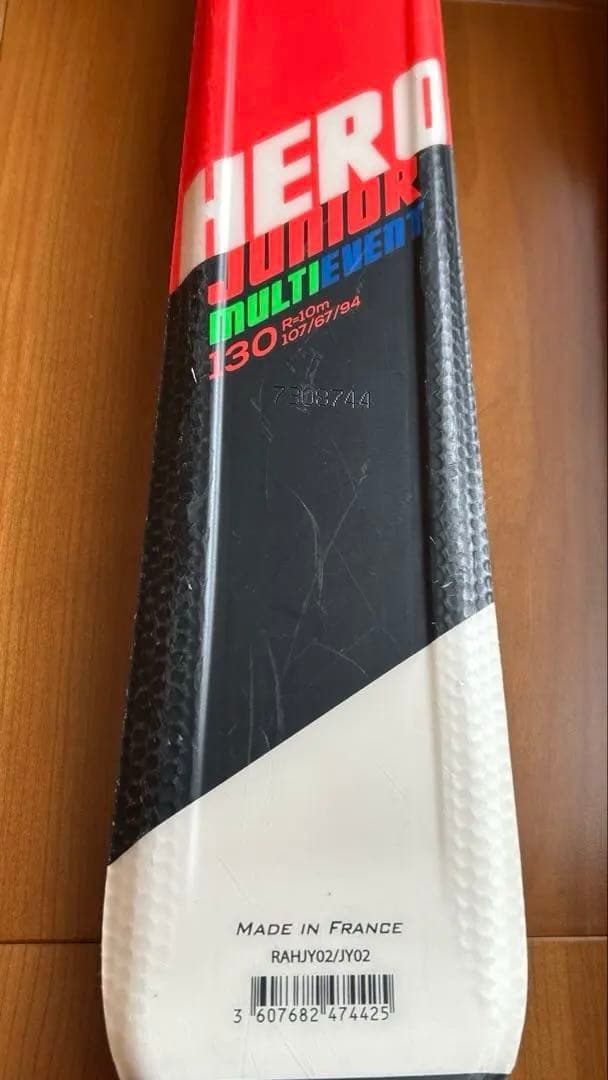 HERO
JUNIOR
MULTIEVENT
130 R=10m
107/67/94
7308744
MADE IN FRANCE
RAHJY02/JY02
3 607682 474425